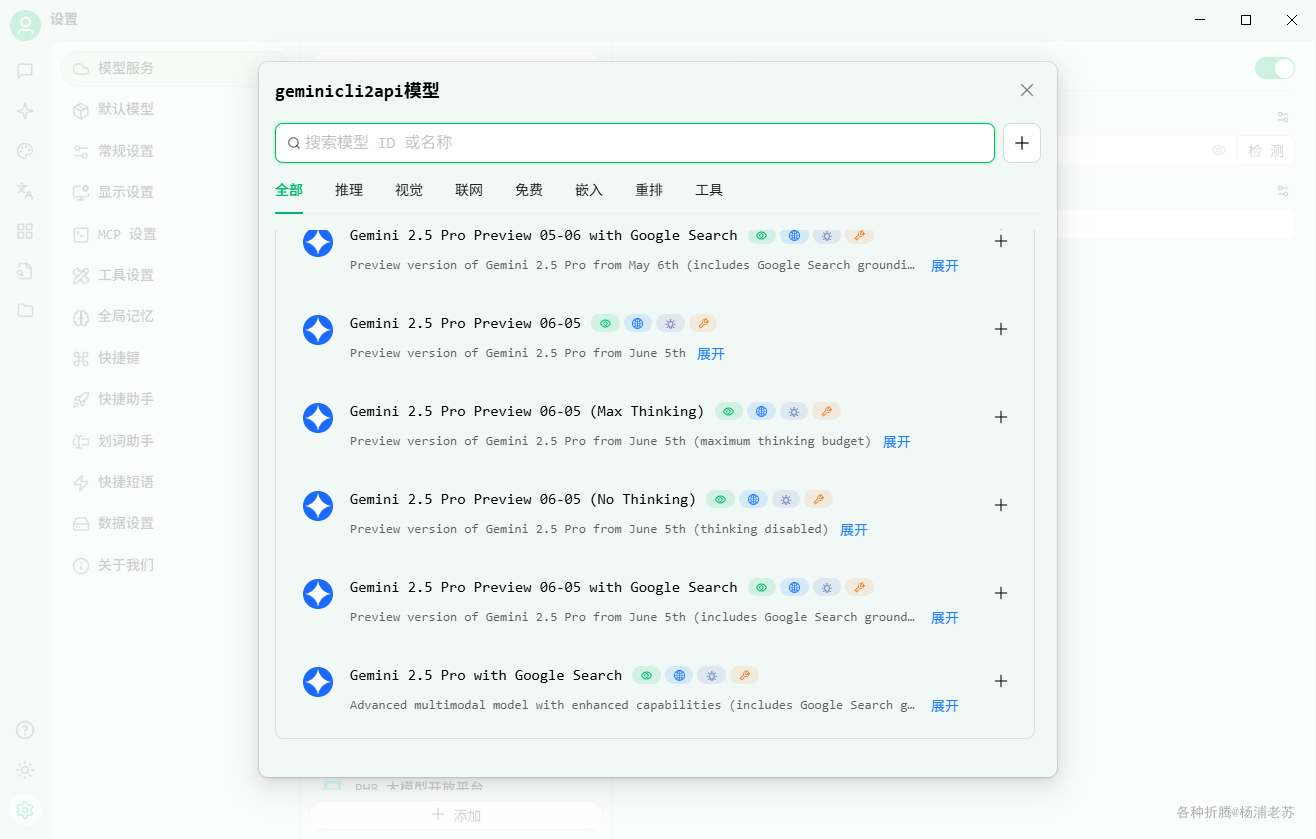 设置
模型服务
默认模型
常规设置
显示设置
MCP 设置
工具设置
全局记忆
快捷键
快捷助手
划词助手
快捷短语
数据设置
关于我们
geminicli2api模型
搜索模型 ID 或名称
全部 推理 视觉 联网 免费 嵌入 重排 工具
Gemini 2.5 Pro Preview 05-06 with Google Search
Preview version of Gemini 2.5 Pro from May 6th (includes Google Search groundi… 展开
Gemini 2.5 Pro Preview 06-05
Preview version of Gemini 2.5 Pro from June 5th 展开
Gemini 2.5 Pro Preview 06-05 (Max Thinking)
Preview version of Gemini 2.5 Pro from June 5th (maximum thinking budget) 展开
Gemini 2.5 Pro Preview 06-05 (No Thinking)
Preview version of Gemini 2.5 Pro from June 5th (thinking disabled) 展开
Gemini 2.5 Pro Preview 06-05 with Google Search
Preview version of Gemini 2.5 Pro from June 5th (includes Google Search ground… 展开
Gemini 2.5 Pro with Google Search
Advanced multimodal model with enhanced capabilities (includes Google Search g… 展开
检 测
PH8 大模型开放平台
添加
各种折腾@杨浦老苏